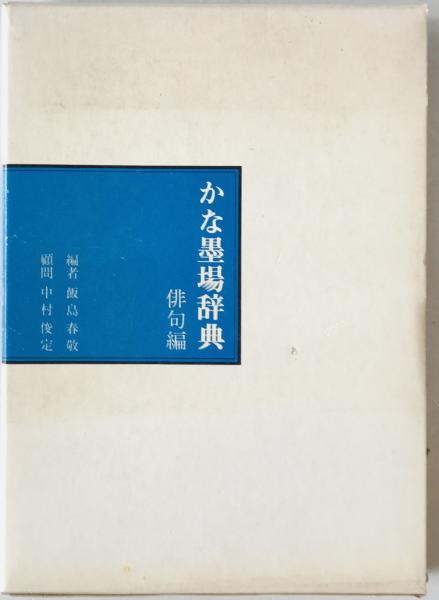 かな墨場辞典
俳句編
編者 飯島春敬
顧問 中村俊定